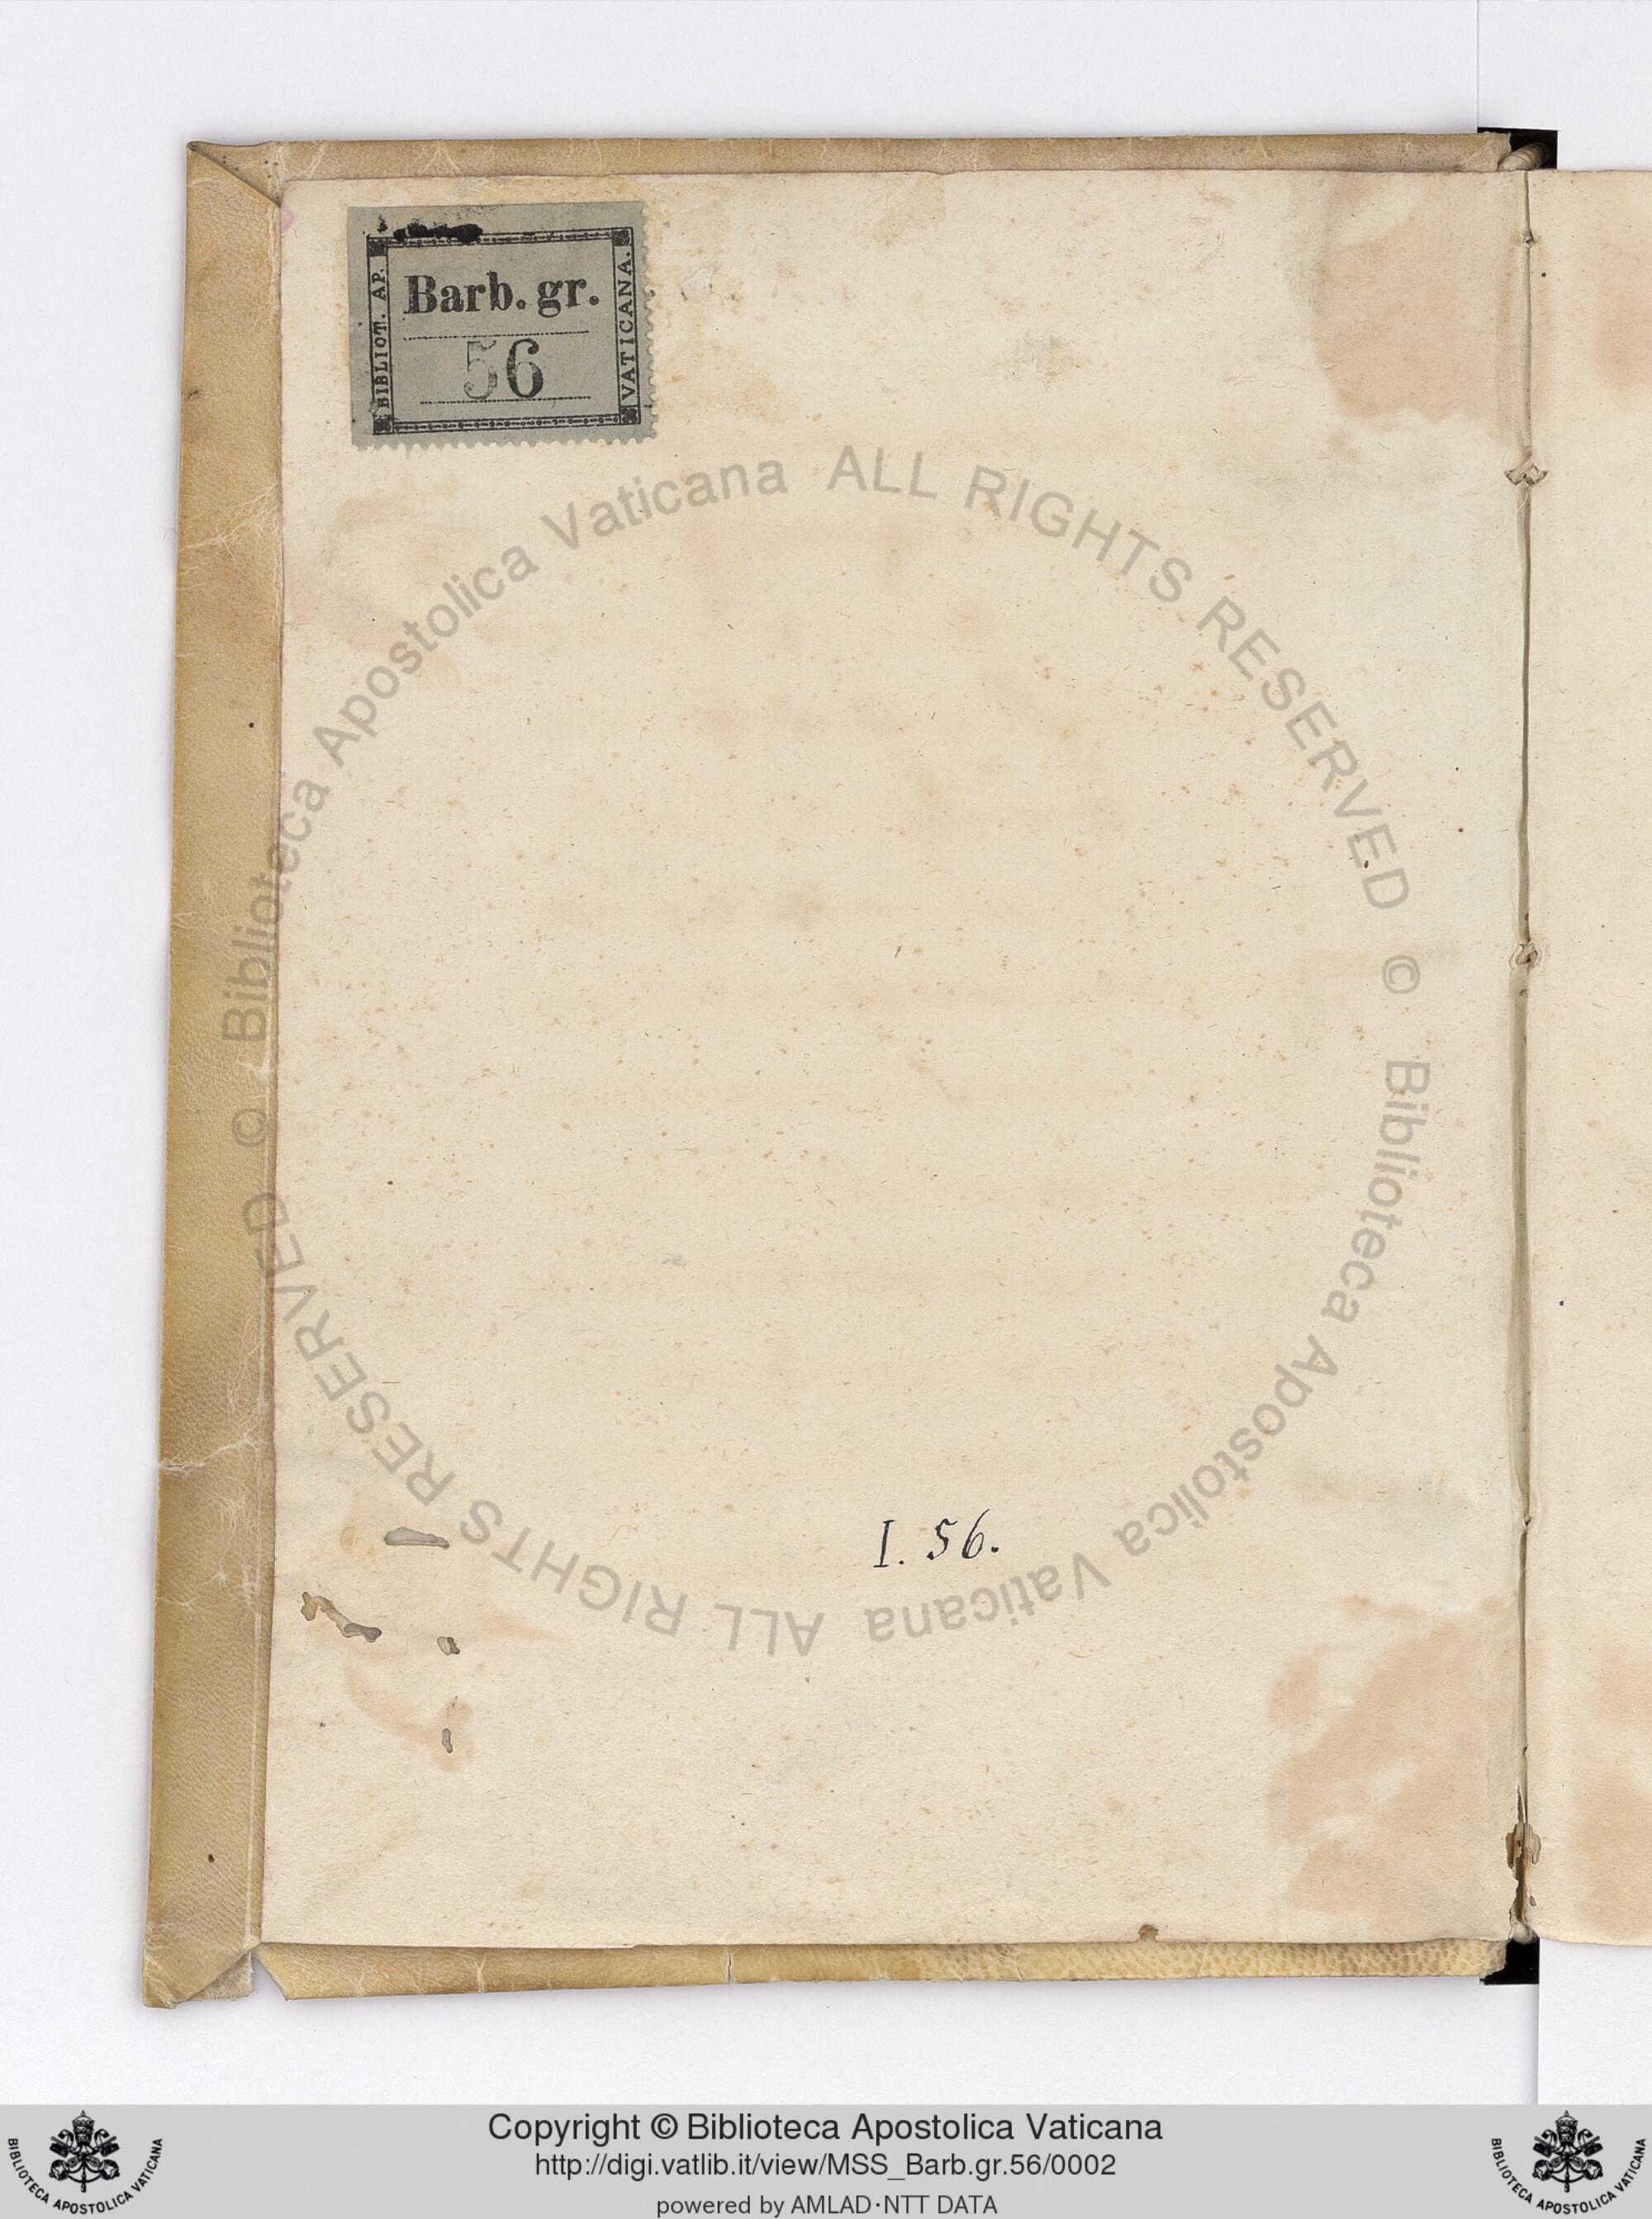 BIBLIOT. AP.
Barb. gr.
56
VATICANA.
© Biblioteca Apostolica Vaticana ALL RIGHTS RESERVED
© Biblioteca Apostolica Vaticana ALL RIGHTS RESERVED
I. 56.
Copyright © Biblioteca Apostolica Vaticana
http://digi.vatlib.it/view/MSS_Barb.gr.56/0002
powered by AMLAD·NTT DATA
BIBLIOTECA APOSTOLICA VATICANA
BIBLIOTECA APOSTOLICA VATICANA